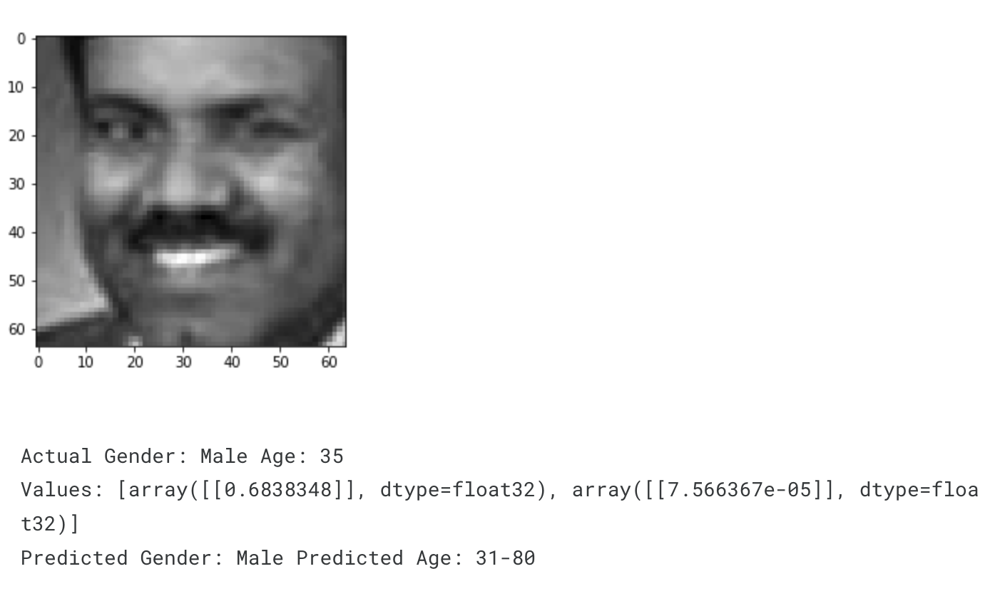 0
10
20
30
40
50
60
0 10 20 30 40 50 60
Actual Gender: Male Age: 35
Values: [array([[0.6838348]], dtype=float32), array([[7.566367e-05]], dtype=floa
t32)]
Predicted Gender: Male Predicted Age: 31-80